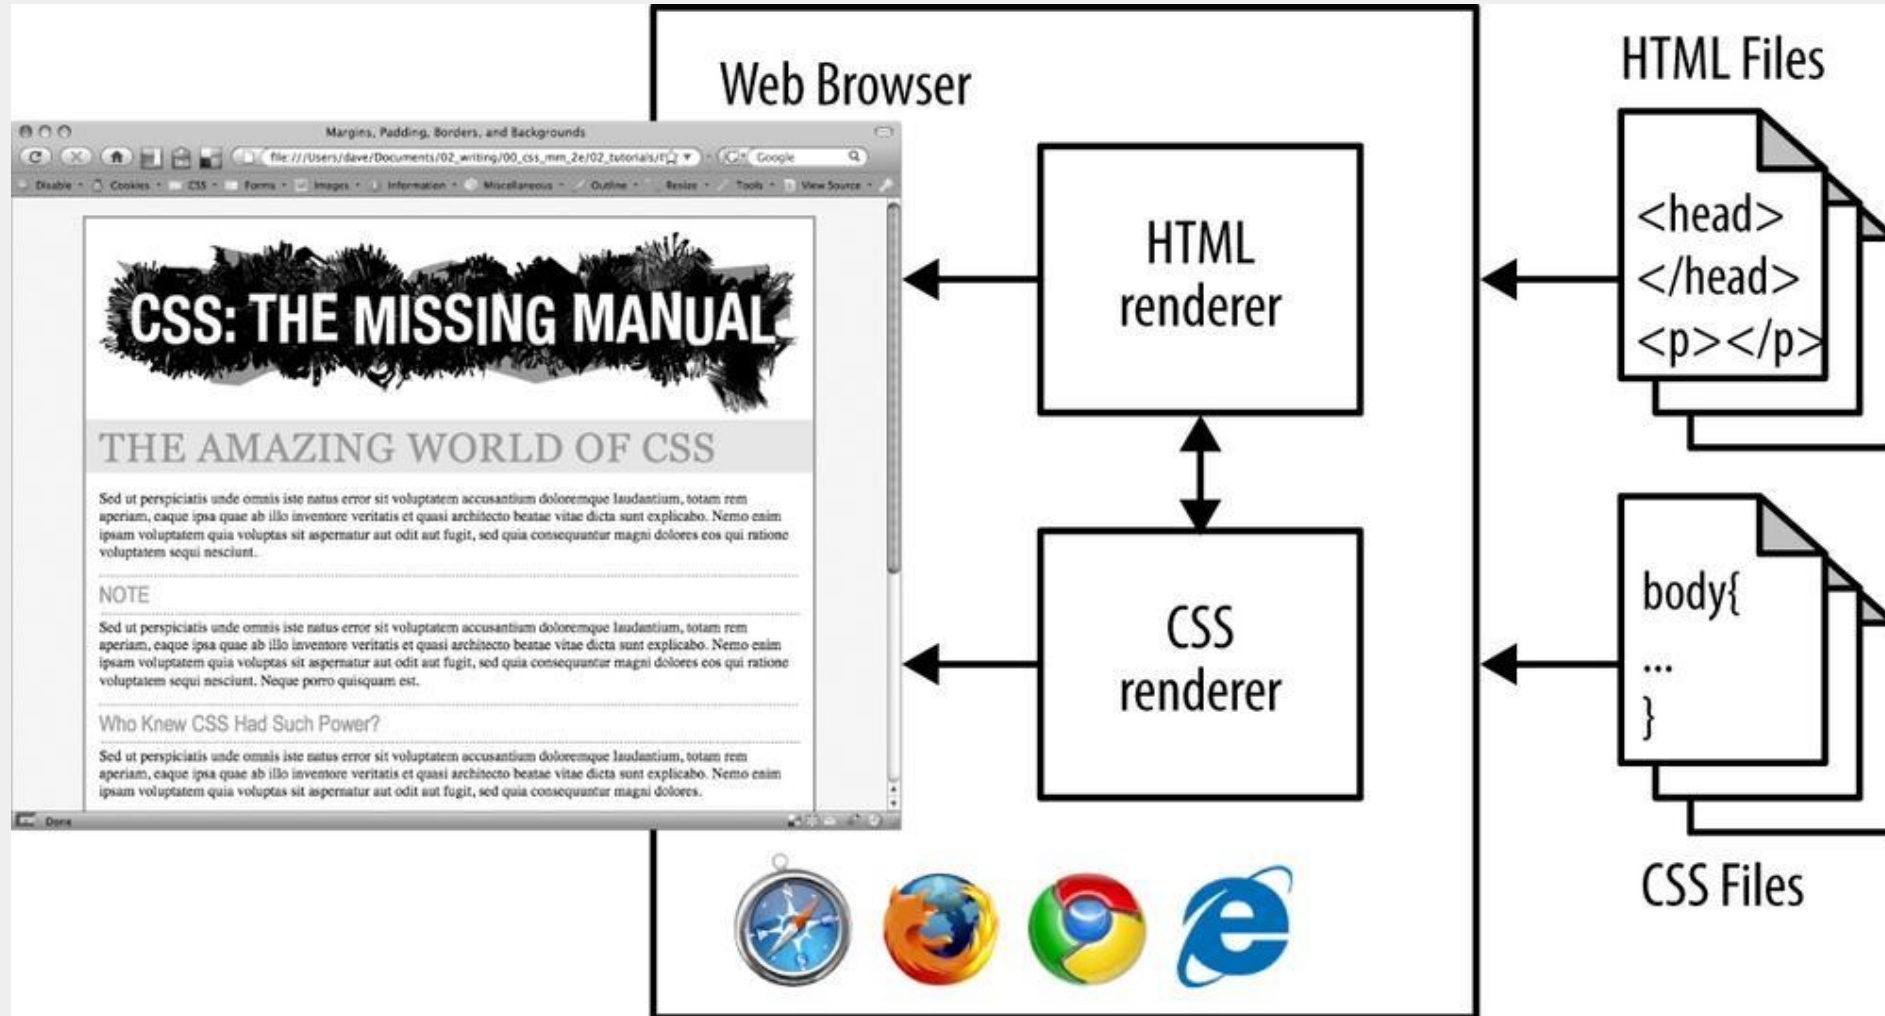 Web Browser
HTML Files
Margins, Padding, Borders, and Backgrounds
file:///Users/dave/Documents/02_writing/00_css_mm_2e/02_tutorials/
Google
Disable Cookies CSS Forms Images Information Miscellaneous Outline Resize Tools View Source
CSS: THE MISSING MANUAL
THE AMAZING WORLD OF CSS
Sed ut perspiciatis unde omnis iste natus error sit voluptatem accusantium doloremque laudantium, totam rem
aperiam, eaque ipsa quae ab illo inventore veritatis et quasi architecto beatae vitae dicta sunt explicabo. Nemo enim
ipsam voluptatem quia voluptas sit aspernatur aut odit aut fugit, sed quia consequuntur magni dolores eos qui ratione
voluptatem sequi nesciunt.
NOTE
Sed ut perspiciatis unde omnis iste natus error sit voluptatem accusantium doloremque laudantium, totam rem
aperiam, eaque ipsa quae ab illo inventore veritatis et quasi architecto beatae vitae dicta sunt explicabo. Nemo enim
ipsam voluptatem quia voluptas sit aspernatur aut odit aut fugit, sed quia consequuntur magni dolores eos qui ratione
voluptatem sequi nesciunt. Neque porro quisquam est.
Who Knew CSS Had Such Power?
Sed ut perspiciatis unde omnis iste natus error sit voluptatem accusantium doloremque laudantium, totam rem
aperiam, eaque ipsa quae ab illo inventore veritatis et quasi architecto beatae vitae dicta sunt explicabo. Nemo enim
ipsam voluptatem quia voluptas sit aspernatur aut odit aut fugit, sed quia consequuntur magni dolores.
Done
HTML
renderer
CSS
renderer
<head>
</head>
<p></p>
body{
...
}
CSS Files